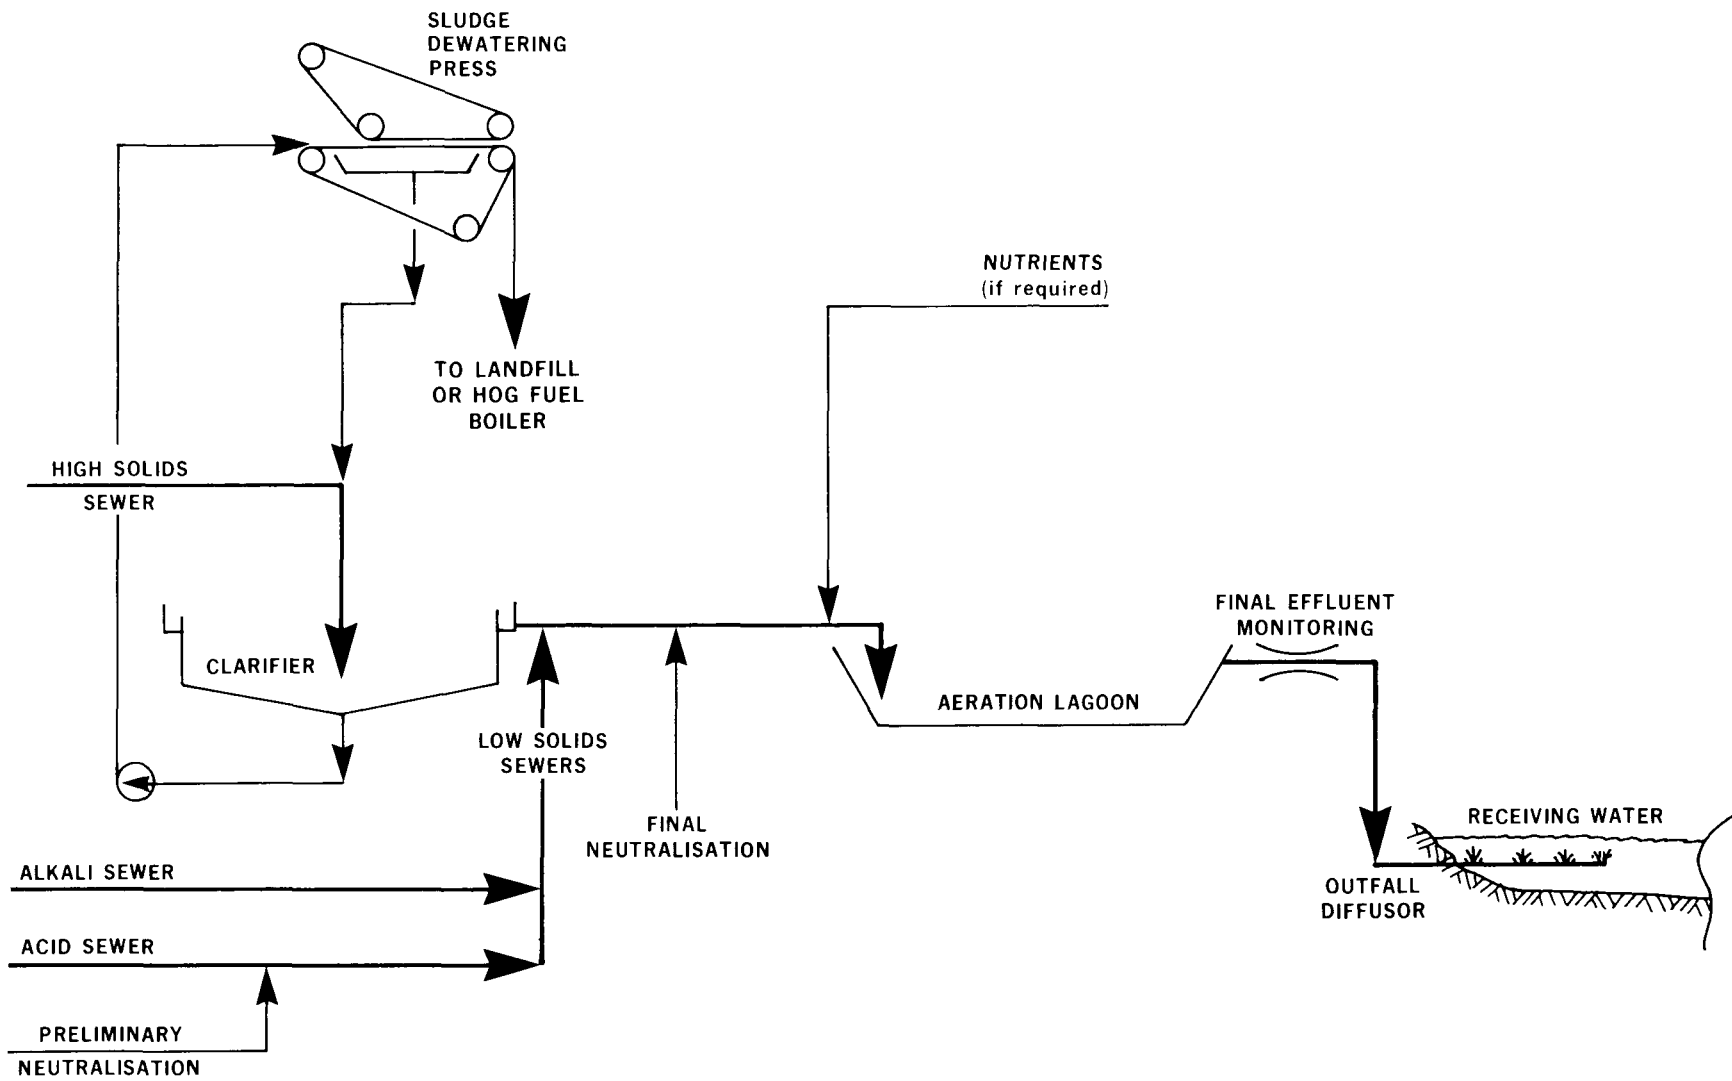 SLUDGE
DEWATERING
PRESS
NUTRIENTS
(if required)
TO LANDFILL
OR HOG FUEL
BOILER
HIGH SOLIDS
SEWER
FINAL EFFLUENT
MONITORING
CLARIFIER
AERATION LAGOON
LOW SOLIDS
SEWERS
FINAL
NEUTRALISATION
RECEIVING WATER
ALKALI SEWER
OUTFALL
DIFFUSOR
ACID SEWER
PRELIMINARY
NEUTRALISATION